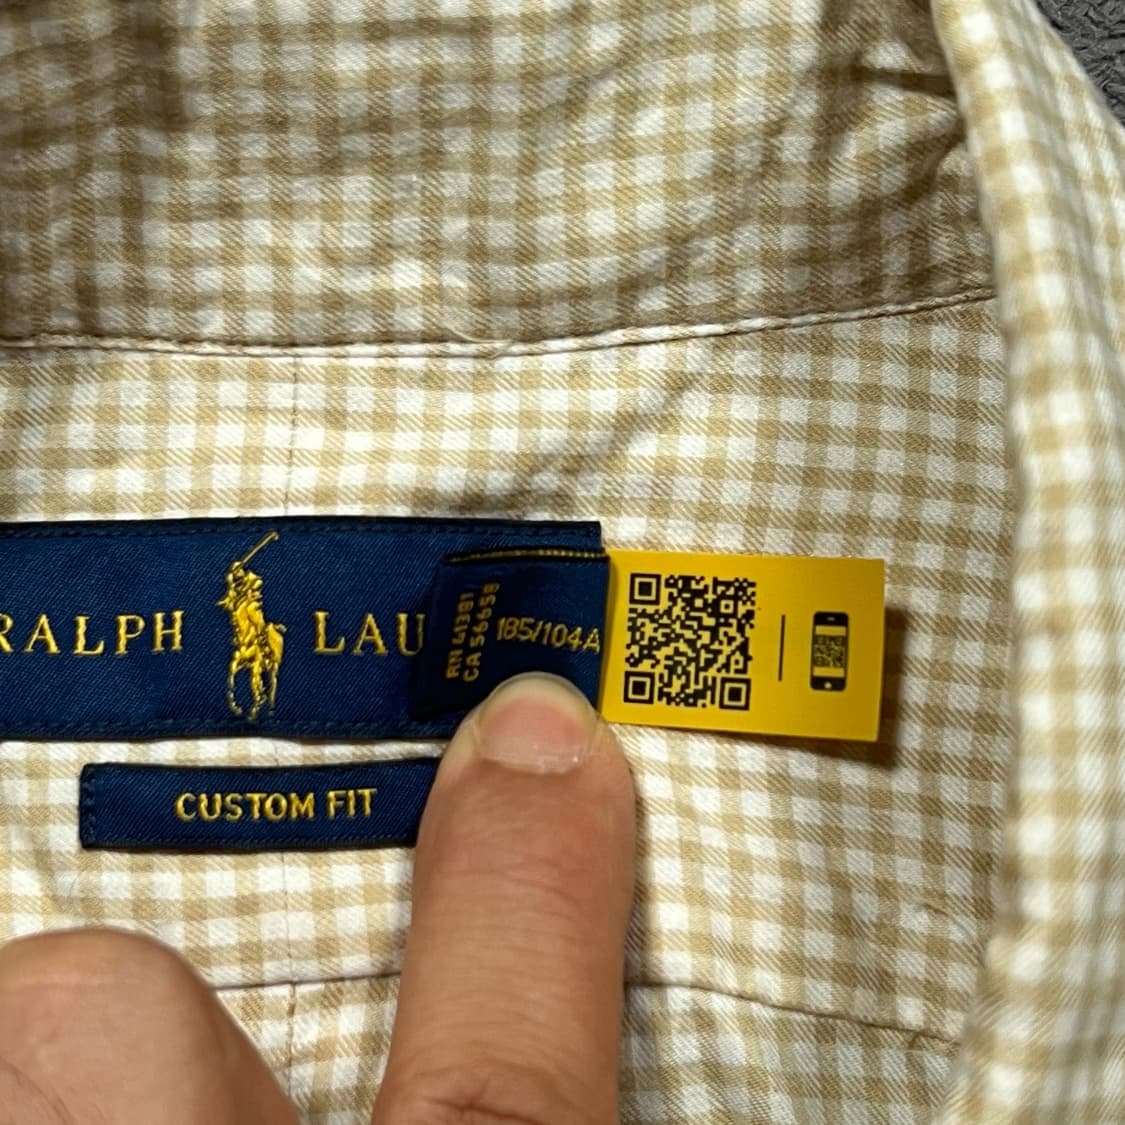 RALPH LAU
RN 41381
CA 56658
185/104A
CUSTOM FIT